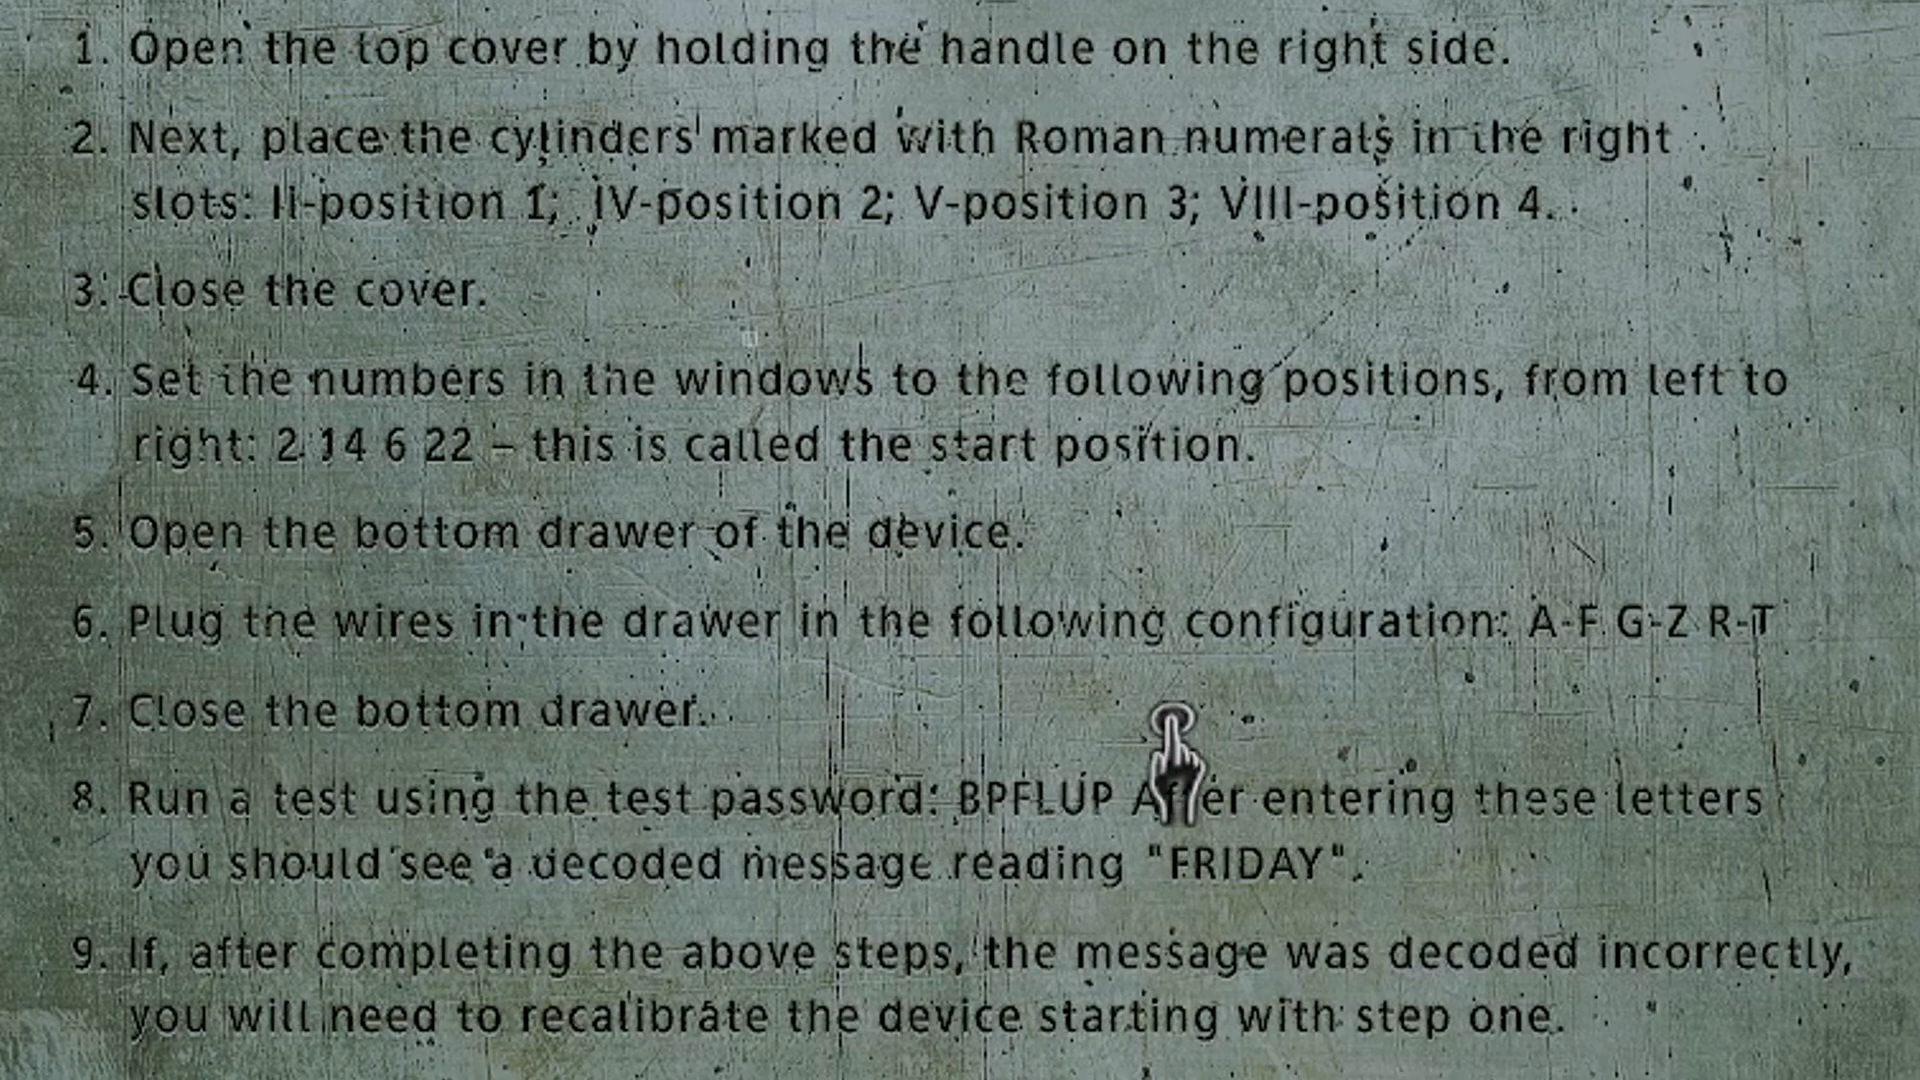 1. Open the top cover by holding the handle on the right side.
2. Next, place the cylinders marked with Roman numerals in the right
slots: II-position 1; IV-position 2; V-position 3; VIII-position 4.
3. Close the cover.
4. Set the numbers in the windows to the following positions, from left to
right: 2 14 6 22 – this is called the start position.
5. Open the bottom drawer of the device.
6. Plug the wires in the drawer in the following configuration: A-F G-Z R-T
7. Close the bottom drawer.
8. Run a test using the test password: BPFLUP After entering these letters
you should see a decoded message reading "FRIDAY".
9. If, after completing the above steps, the message was decoded incorrectly,
you will need to recalibrate the device starting with step one.